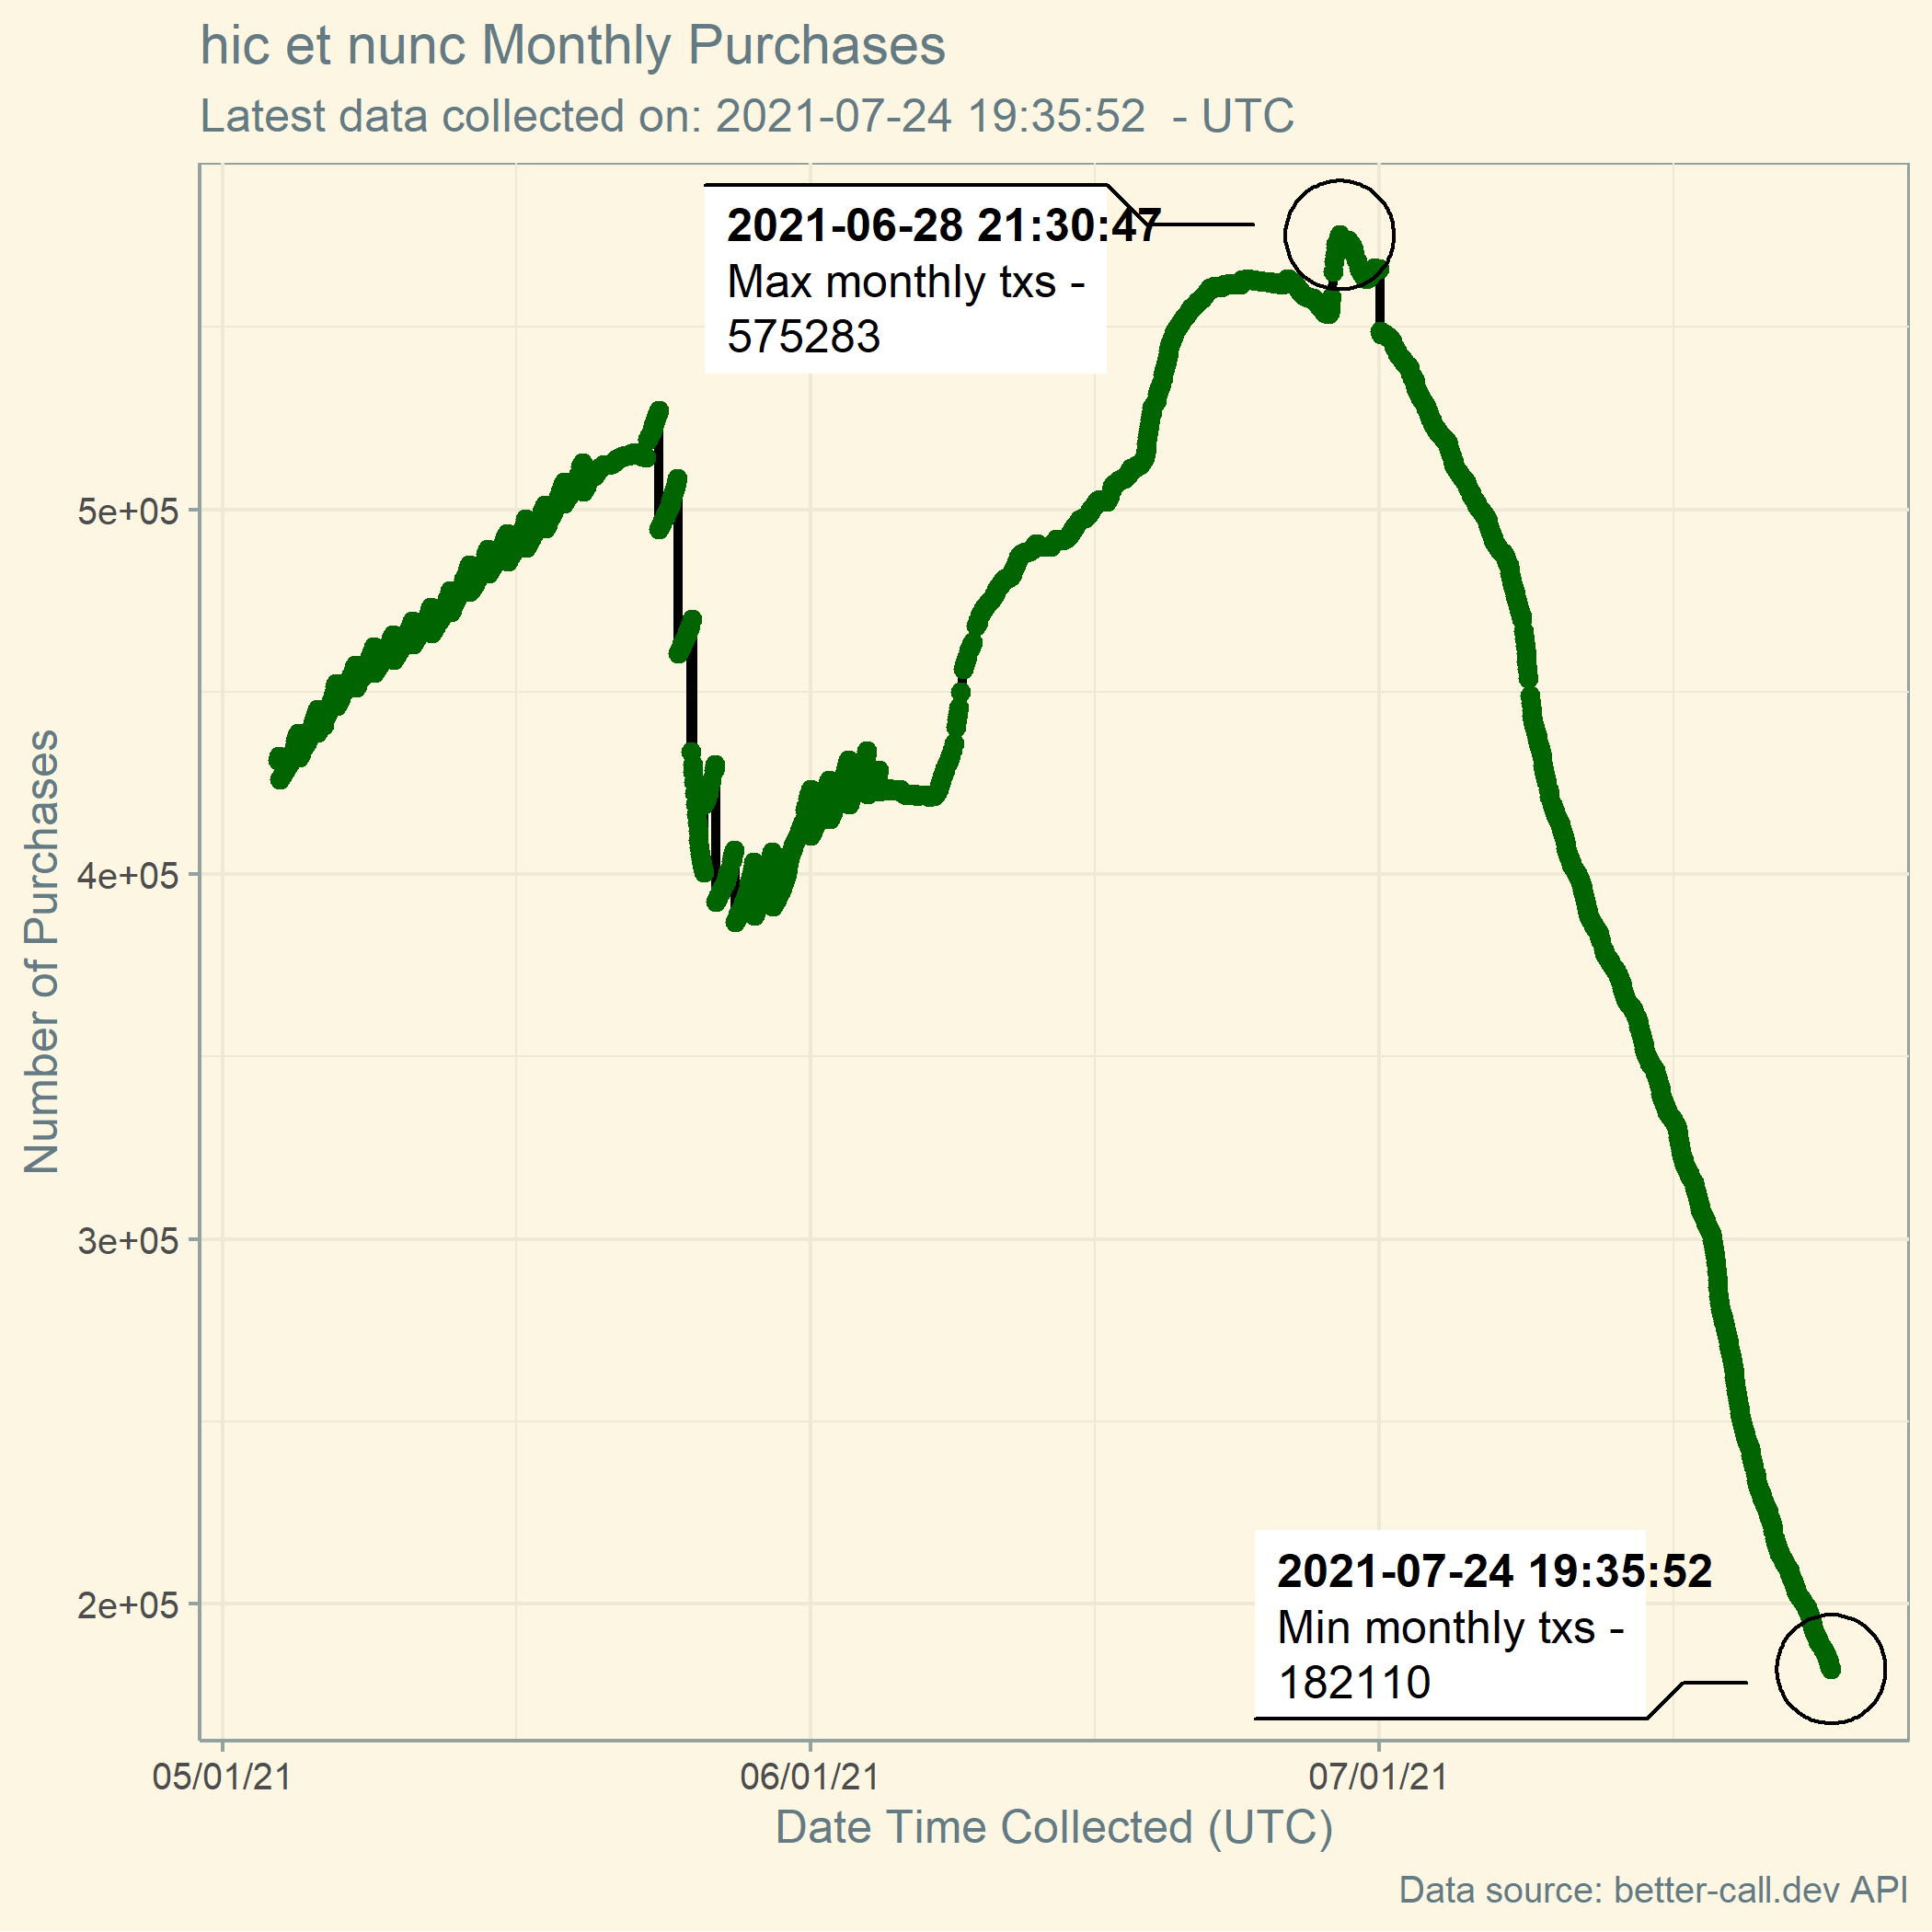 hic et nunc Monthly Purchases
Latest data collected on: 2021-07-24 19:35:52  - UTC
2021-06-28 21:30:47
Max monthly txs -
575283
5e+05
4e+05
3e+05
2e+05
Number of Purchases
2021-07-24 19:35:52
Min monthly txs -
182110
05/01/21
06/01/21
07/01/21
Date Time Collected (UTC)
Data source: better-call.dev API